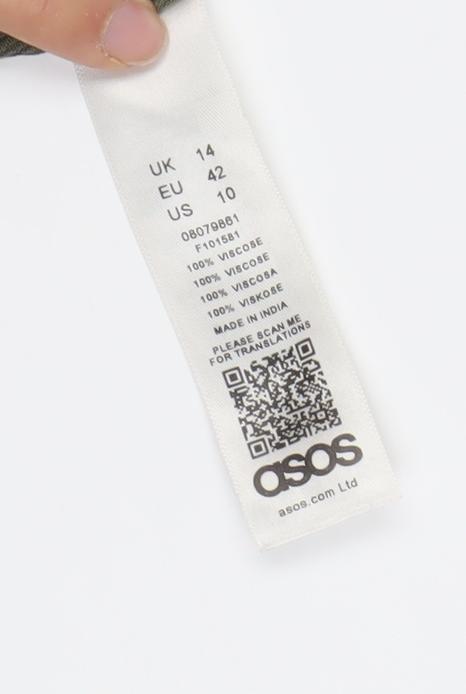 UK 14
EU 42
US 10
08079861
F101581
100% VISCOSE
100% VISCOSE
100% VISCOSA
100% VISKOSE
MADE IN INDIA
PLEASE SCAN ME
FOR TRANSLATIONS
asos
asos.com Ltd